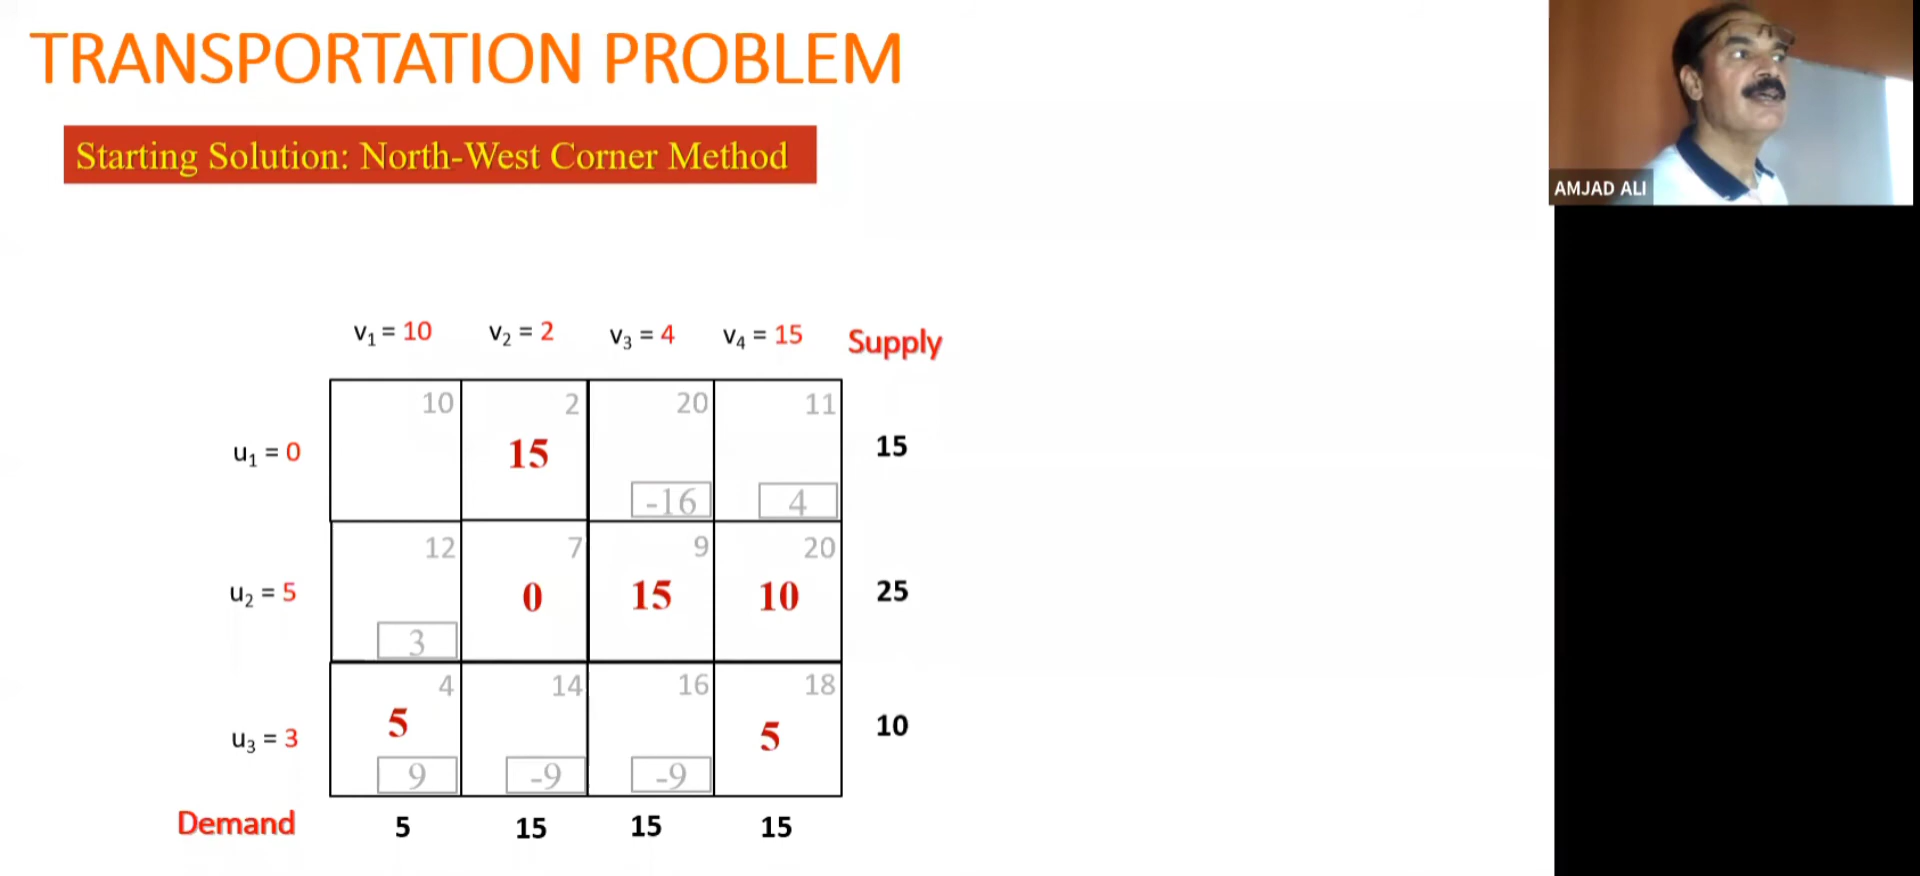 TRANSPORTATION PROBLEM
Starting Solution: North-West Corner Method
AMJAD ALI
v1 = 10 v2 = 2 v3 = 4 v4 = 15 Supply
10 2 20 11
u1 = 0 15 15
-16 4
12 7 9 20
u2 = 5 0 15 10 25
3
4 14 16 18
u3 = 3 5 5 10
9 -9 -9
Demand 5 15 15 15